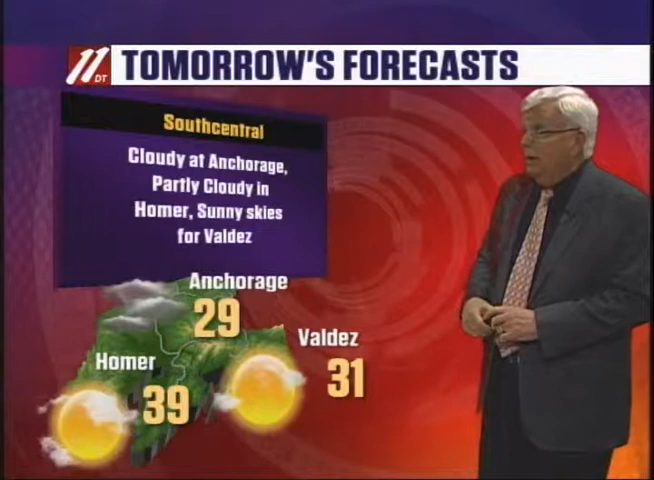 11 DT TOMORROW'S FORECASTS
Southcentral
Cloudy at Anchorage,
Partly Cloudy in
Homer, Sunny skies
for Valdez
Anchorage
29
Valdez
31
Homer
39